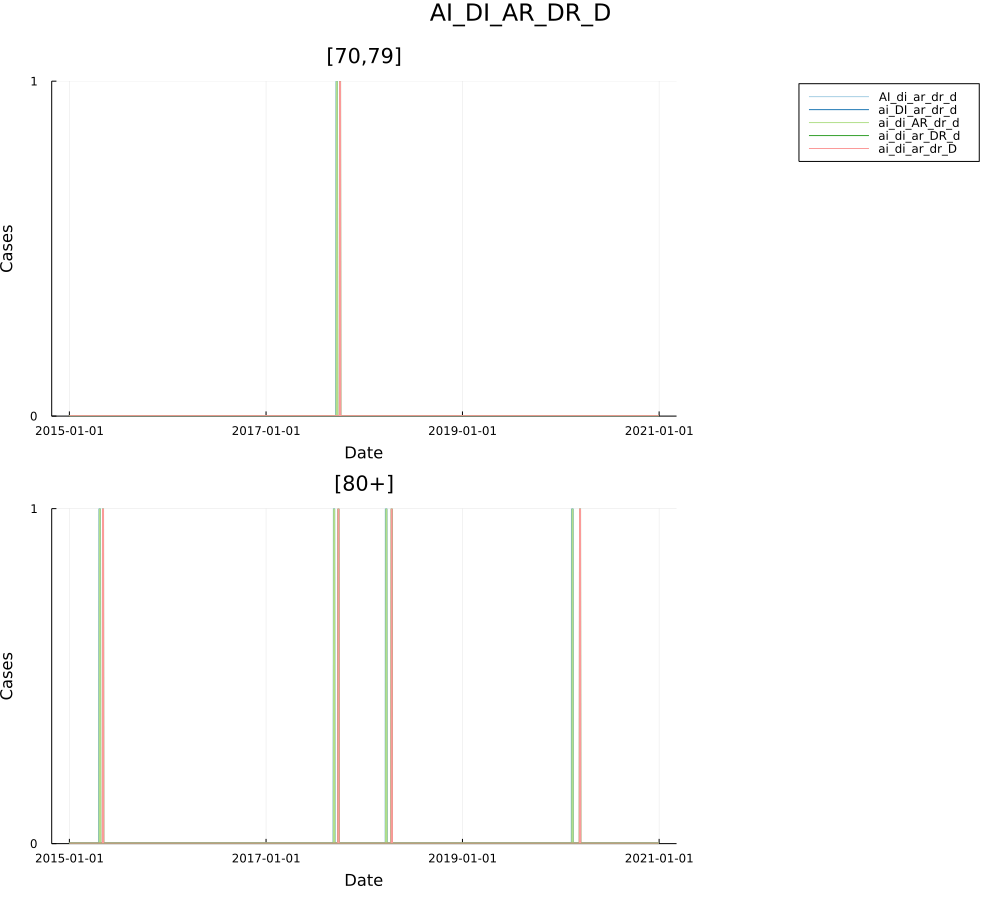 AI_DI_AR_DR_D
[70,79]
1
Cases
0
2015-01-01 2017-01-01 2019-01-01 2021-01-01
Date
AI_di_ar_dr_d
ai_DI_ar_dr_d
ai_di_AR_dr_d
ai_di_ar_DR_d
ai_di_ar_dr_D
[80+]
1
Cases
0
2015-01-01 2017-01-01 2019-01-01 2021-01-01
Date